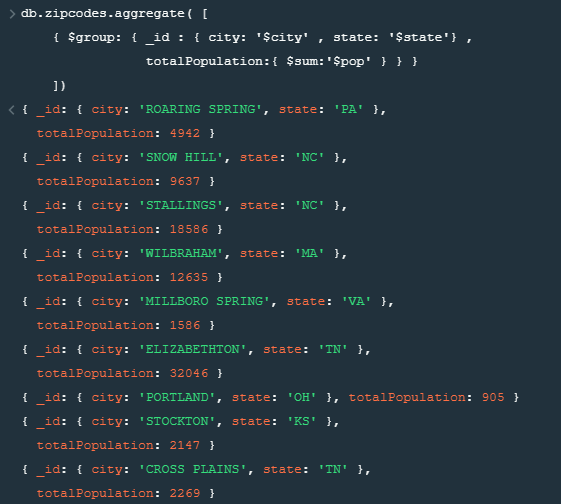 > db.zipcodes.aggregate( [
{ $group: { _id : { city: '$city' , state: '$state'} ,
totalPopulation:{ $sum:'$pop' } } }
])
< { _id: { city: 'ROARING SPRING', state: 'PA' },
totalPopulation: 4942 }
{ _id: { city: 'SNOW HILL', state: 'NC' },
totalPopulation: 9637 }
{ _id: { city: 'STALLINGS', state: 'NC' },
totalPopulation: 18586 }
{ _id: { city: 'WILBRAHAM', state: 'MA' },
totalPopulation: 12635 }
{ _id: { city: 'MILLBORO SPRING', state: 'VA' },
totalPopulation: 1586 }
{ _id: { city: 'ELIZABETHTON', state: 'TN' },
totalPopulation: 32046 }
{ _id: { city: 'PORTLAND', state: 'OH' }, totalPopulation: 905 }
{ _id: { city: 'STOCKTON', state: 'KS' },
totalPopulation: 2147 }
{ _id: { city: 'CROSS PLAINS', state: 'TN' },
totalPopulation: 2269 }